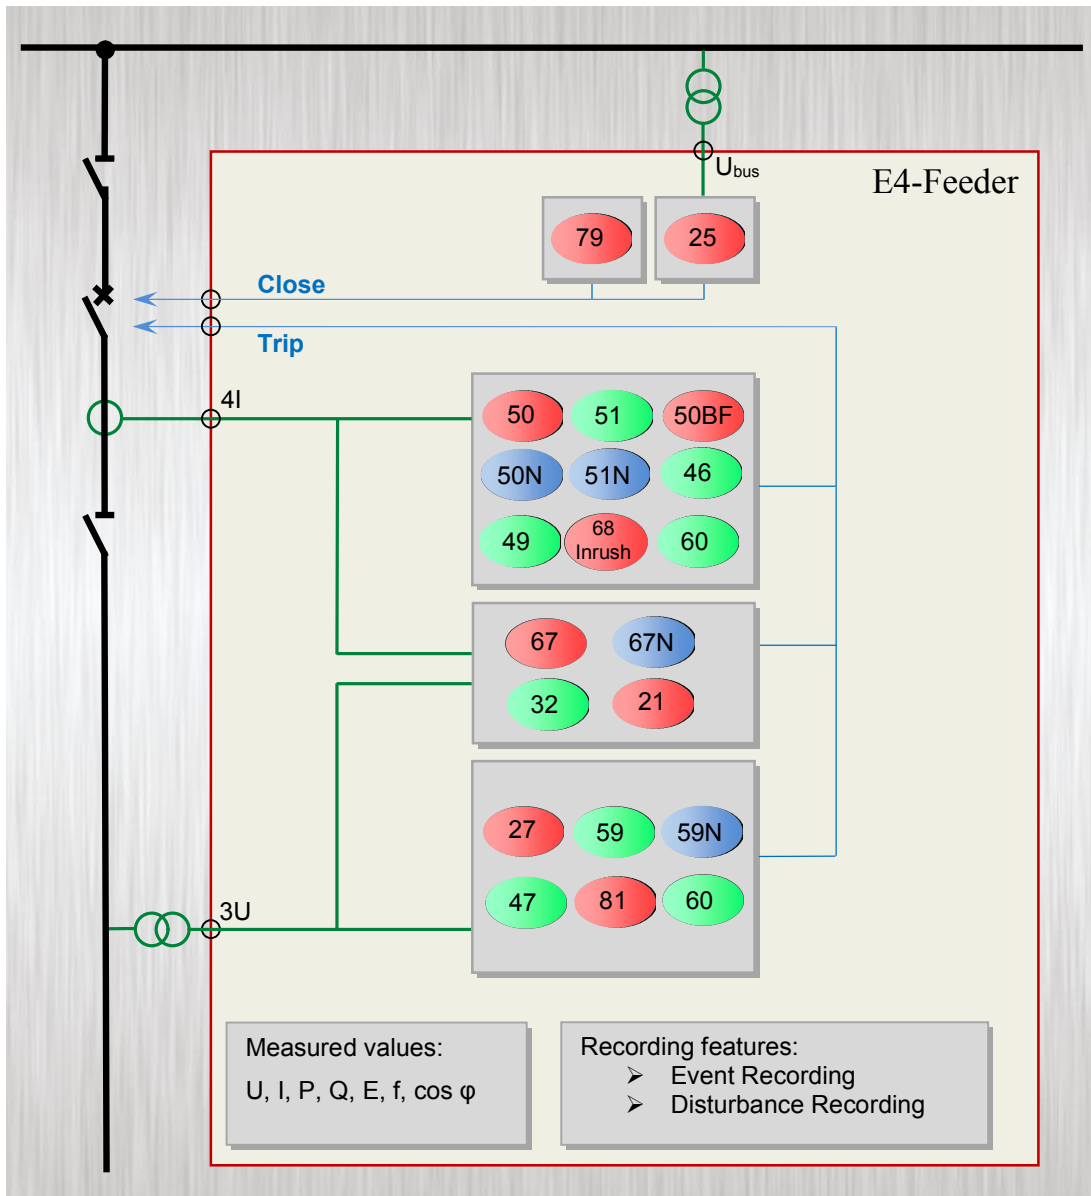 U bus
E4-Feeder
79
25
Close
Trip
4I
50
51
50BF
50N
51N
46
49
68
Inrush
60
67
67N
32
21
27
59
59N
47
81
60
3U
Measured values:
U, I, P, Q, E, f, cos φ
Recording features:
➢ Event Recording
➢ Disturbance Recording